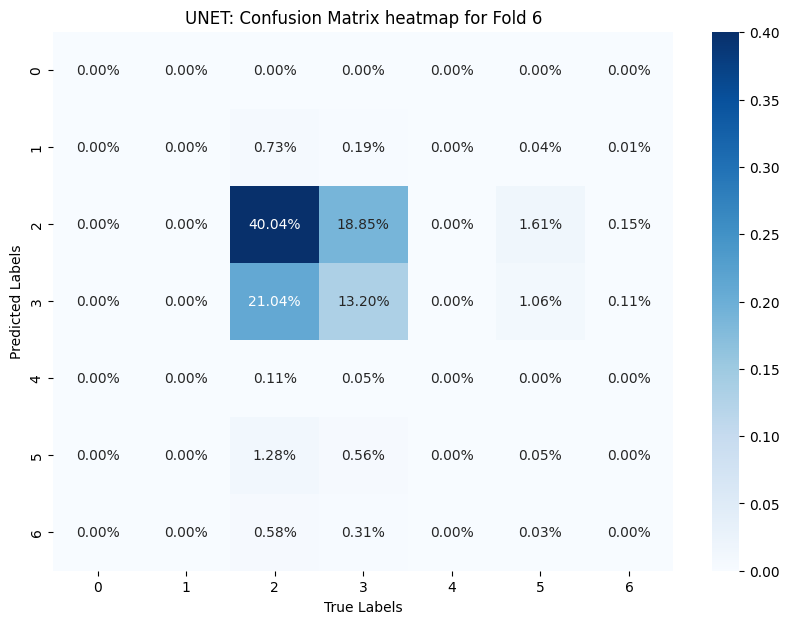 UNET: Confusion Matrix heatmap for Fold 6
0 0.00% 0.00% 0.00% 0.00% 0.00% 0.00% 0.00%
1 0.00% 0.00% 0.73% 0.19% 0.00% 0.04% 0.01%
2 0.00% 0.00% 40.04% 18.85% 0.00% 1.61% 0.15%
3 0.00% 0.00% 21.04% 13.20% 0.00% 1.06% 0.11%
4 0.00% 0.00% 0.11% 0.05% 0.00% 0.00% 0.00%
5 0.00% 0.00% 1.28% 0.56% 0.00% 0.05% 0.00%
6 0.00% 0.00% 0.58% 0.31% 0.00% 0.03% 0.00%
0 1 2 3 4 5 6
True Labels
Predicted Labels
0.40
0.35
0.30
0.25
0.20
0.15
0.10
0.05
0.00